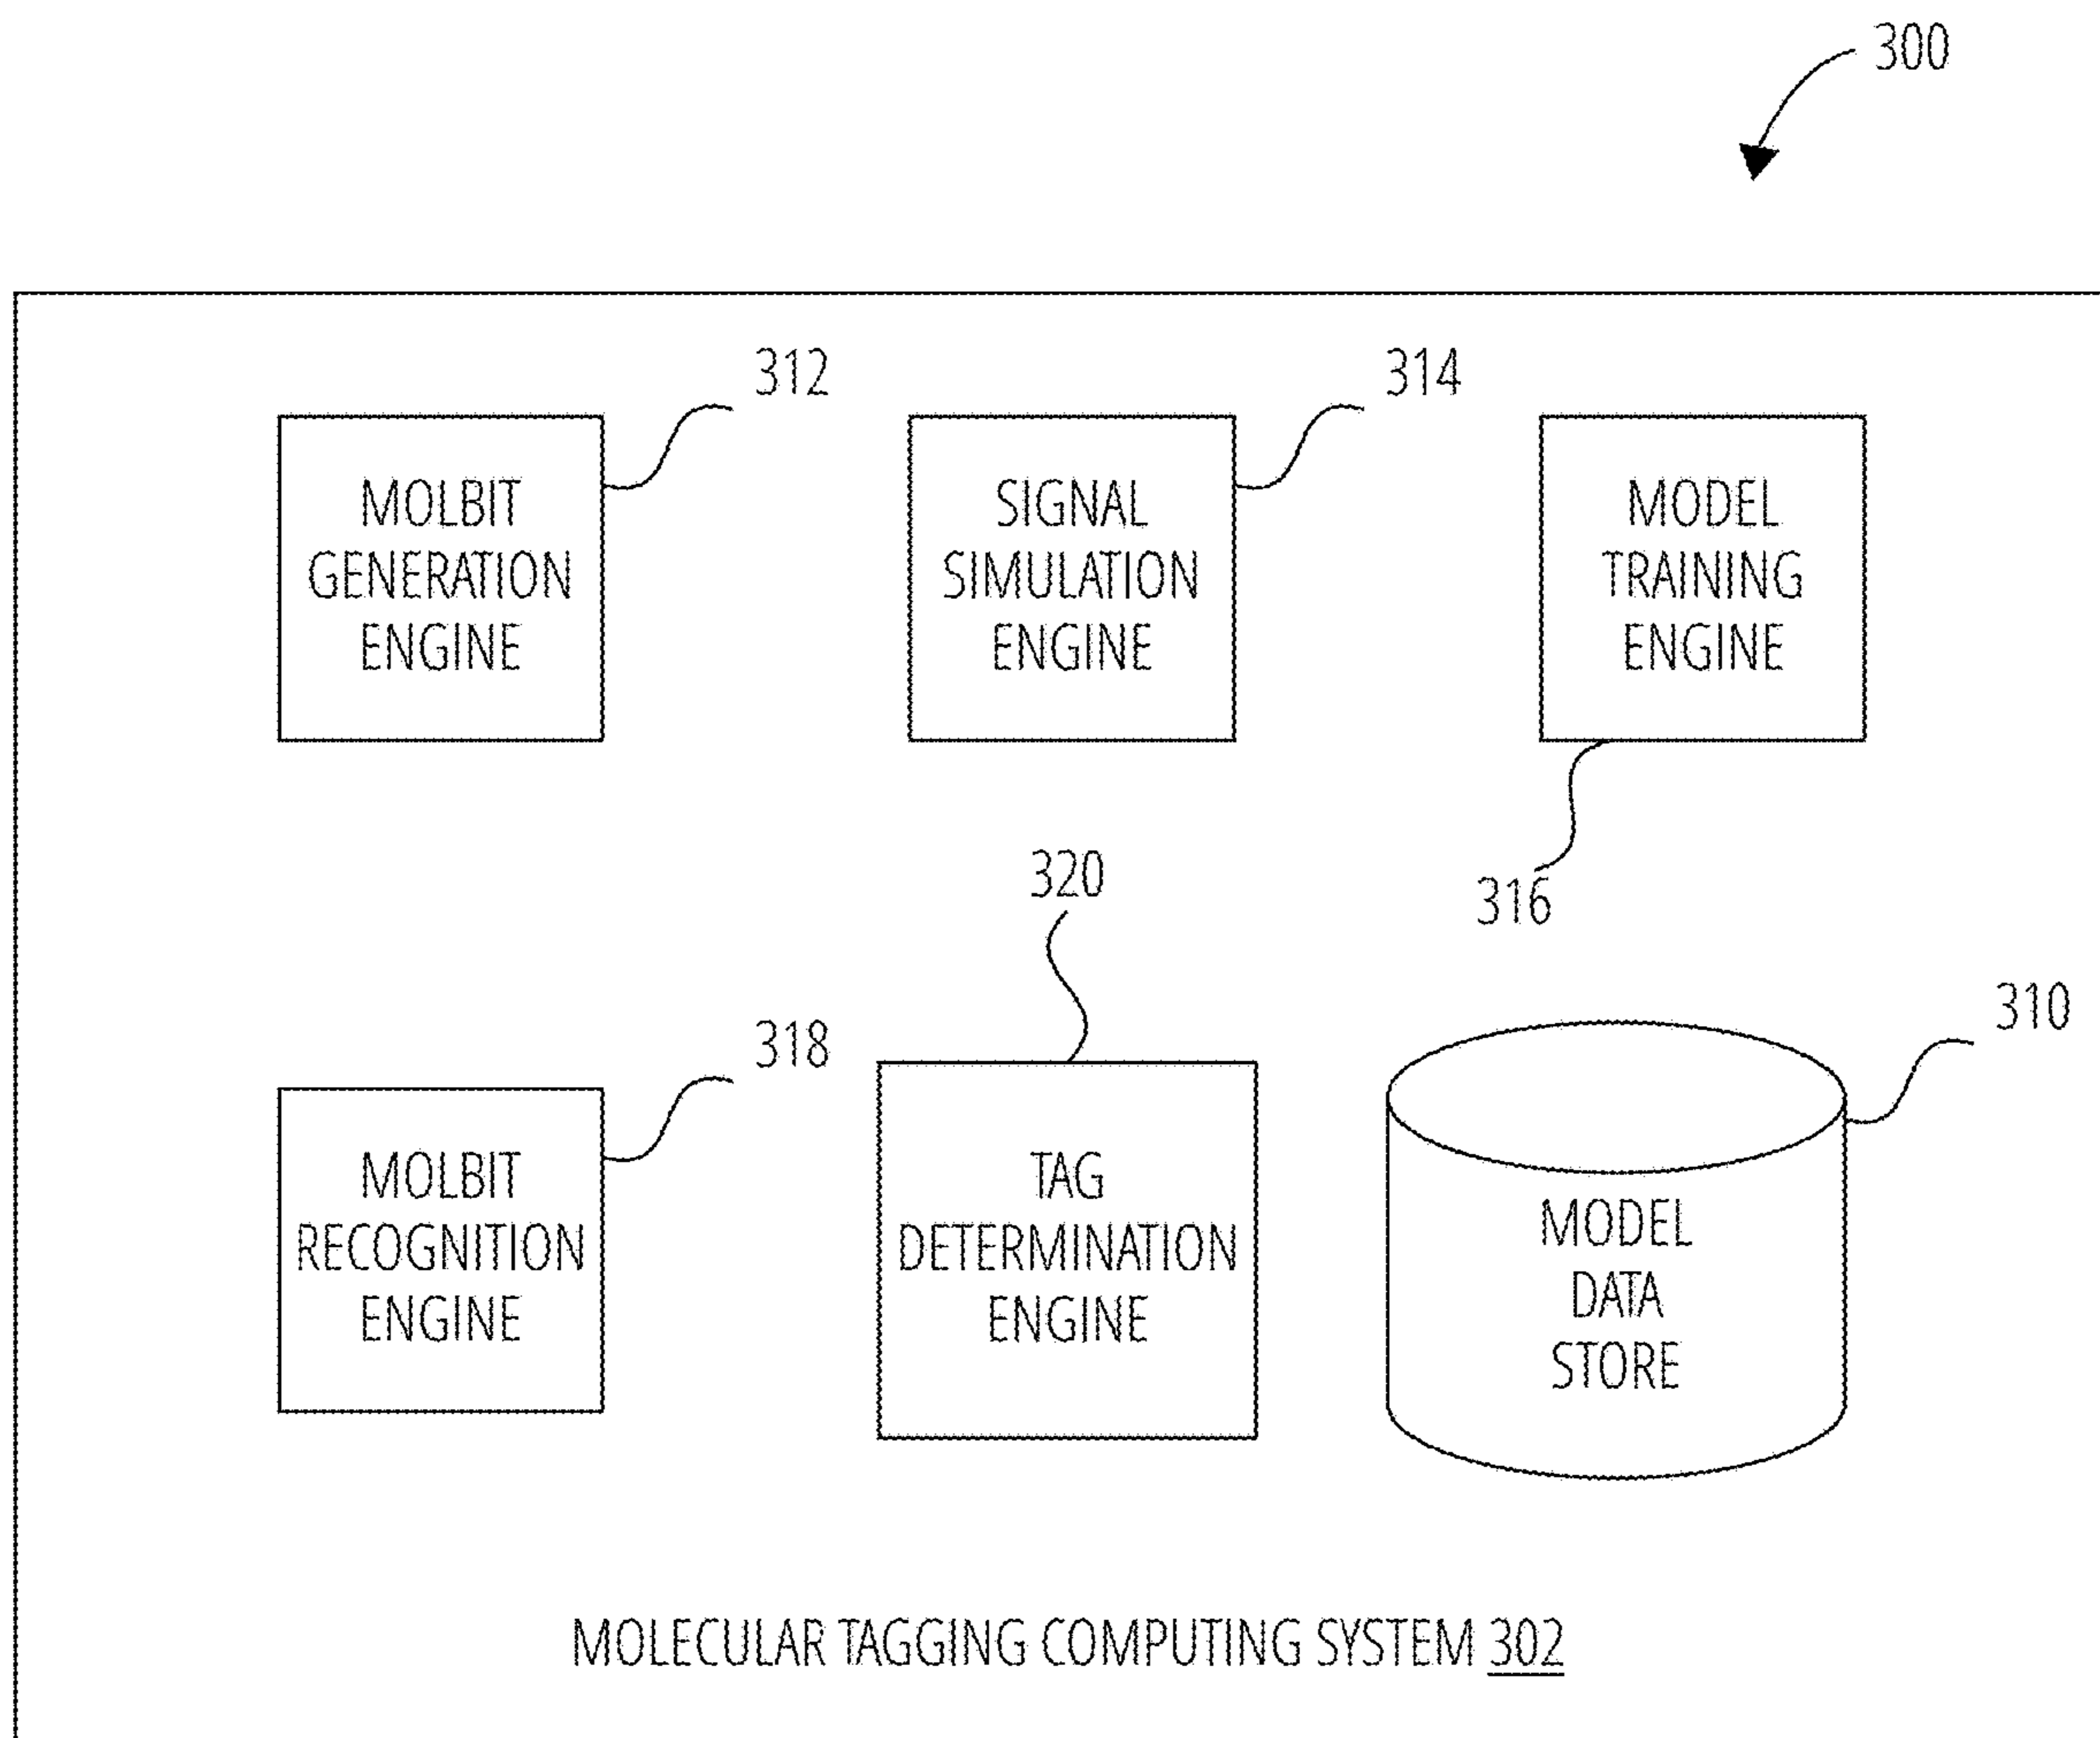 300
312
314
MOLBIT
GENERATION
ENGINE
SIGNAL
SIMULATION
ENGINE
MODEL
TRAINING
ENGINE
316
320
318
310
MOLBIT
RECOGNITION
ENGINE
TAG
DETERMINATION
ENGINE
MODEL
DATA
STORE
MOLECULAR TAGGING COMPUTING SYSTEM 302